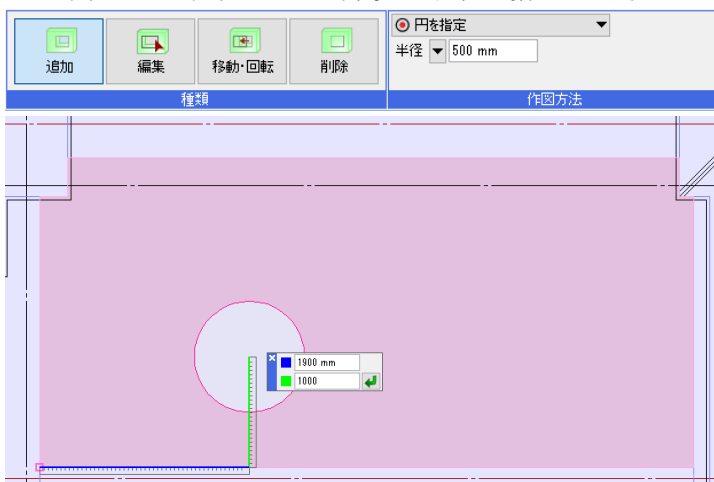 円を指定
半径 500 mm
追加 編集 移動・回転 削除
種類 作図方法
1900 mm
1000